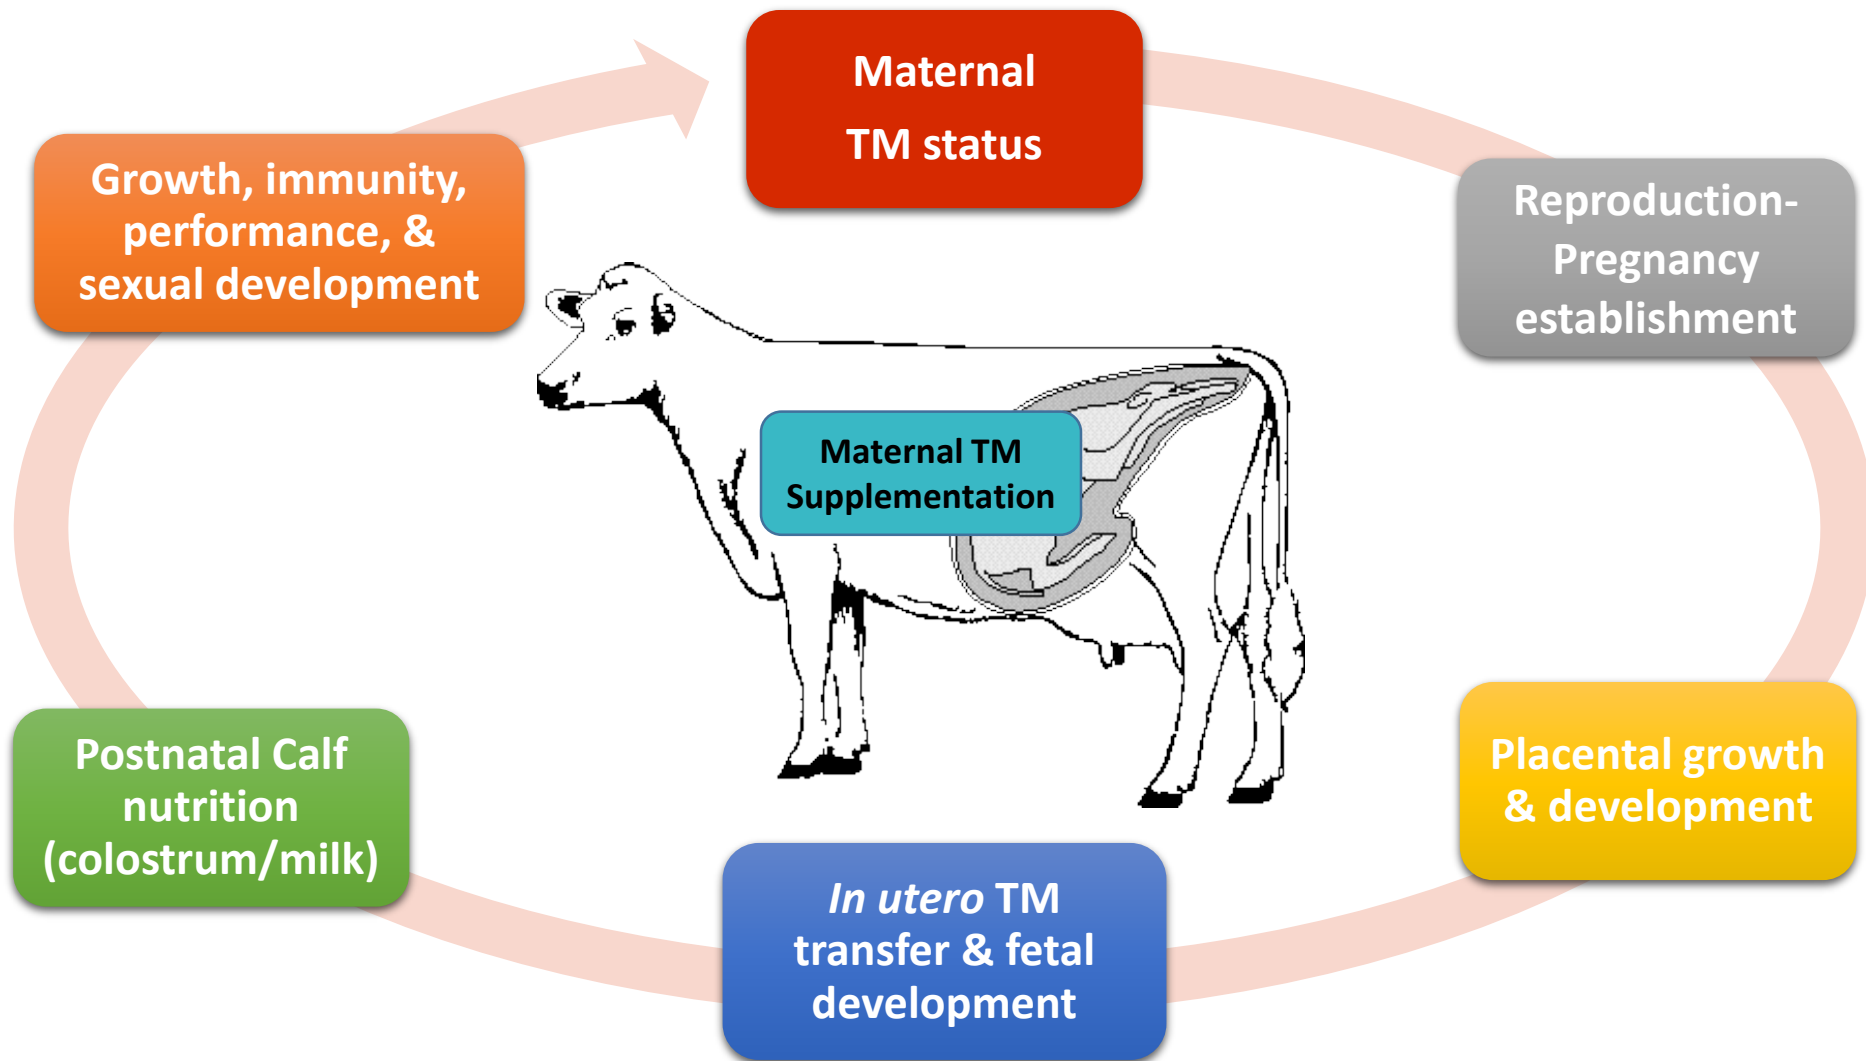 Maternal
TM status
Reproduction-
Pregnancy
establishment
Placental growth
& development
In utero TM
transfer & fetal
development
Postnatal Calf
nutrition
(colostrum/milk)
Growth, immunity,
performance, &
sexual development
Maternal TM
Supplementation